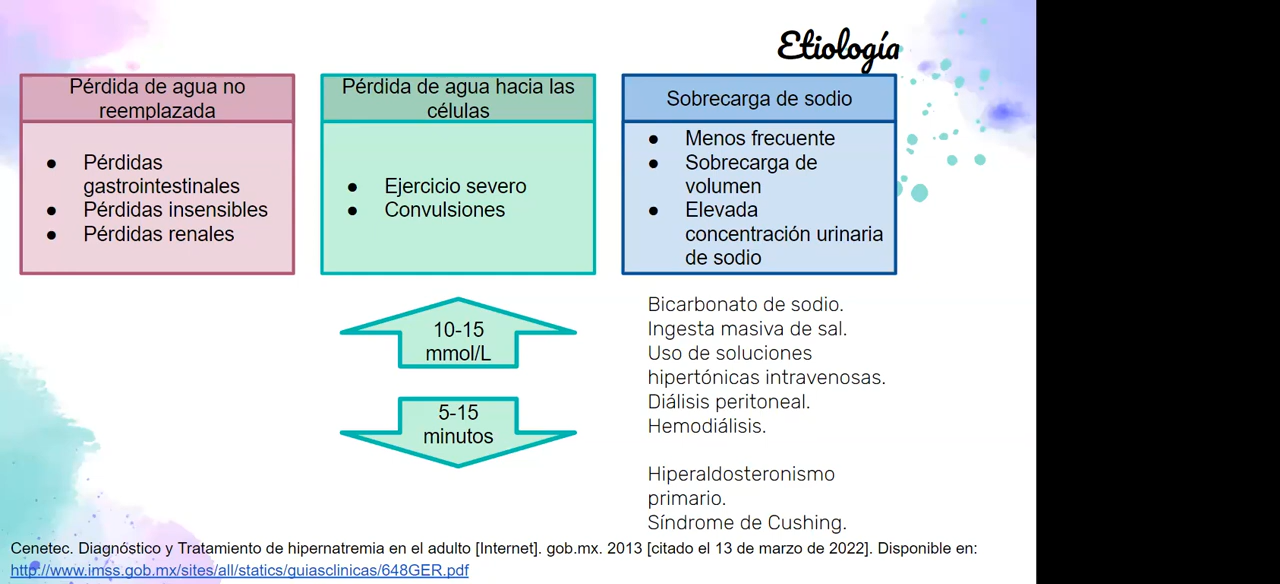 Etiología
Pérdida de agua no
reemplazada
● Pérdidas
gastrointestinales
● Pérdidas insensibles
● Pérdidas renales
Pérdida de agua hacia las
células
● Ejercicio severo
● Convulsiones
10-15
mmol/L
5-15
minutos
Sobrecarga de sodio
● Menos frecuente
● Sobrecarga de
volumen
● Elevada
concentración urinaria
de sodio
Bicarbonato de sodio.
Ingesta masiva de sal.
Uso de soluciones
hipertónicas intravenosas.
Diálisis peritoneal.
Hemodiálisis.
Hiperaldosteronismo
primario.
Síndrome de Cushing.
Cenetec. Diagnóstico y Tratamiento de hipernatremia en el adulto [Internet]. gob.mx. 2013 [citado el 13 de marzo de 2022]. Disponible en:
http://www.imss.gob.mx/sites/all/statics/guiasclinicas/648GER.pdf